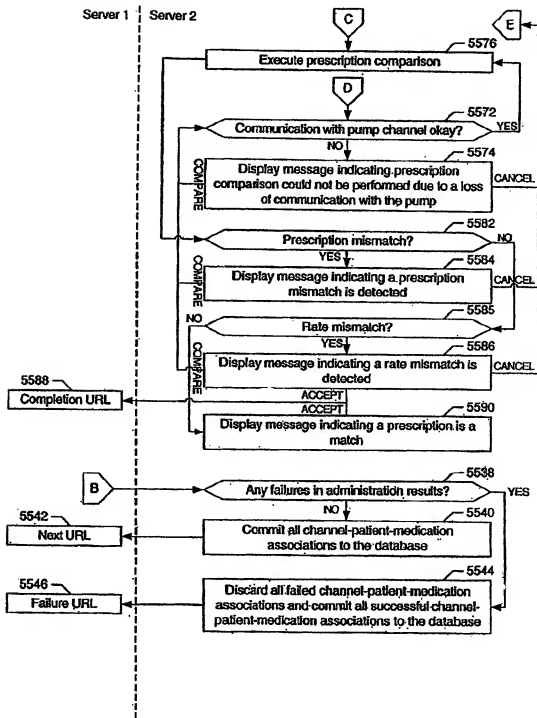 Server 1
Server 2
C
E
5576
Execute prescription comparison
D
5572
Communication with pump channel okay?
YES
NO
5574
Display message indicating prescription
comparison could not be performed due to a loss
of communication with the pump
COMPARE
CANCEL
5582
Prescription mismatch?
NO
YES
5584
Display message indicating a prescription
mismatch is detected
COMPARE
CANCEL
5585
NO
Rate mismatch?
YES
5586
Display message indicating a rate mismatch is
detected
COMPARE
CANCEL
5588
Completion URL
ACCEPT
ACCEPT
5590
Display message indicating a prescription is a
match
B
5538
Any failures in administration results?
YES
NO
5540
5542
Next URL
Commit all channel-patient-medication
associations to the database
5544
5546
Failure URL
Discard all failed channel-patient-medication
associations and commit all successful channel-
patient-medication associations to the database